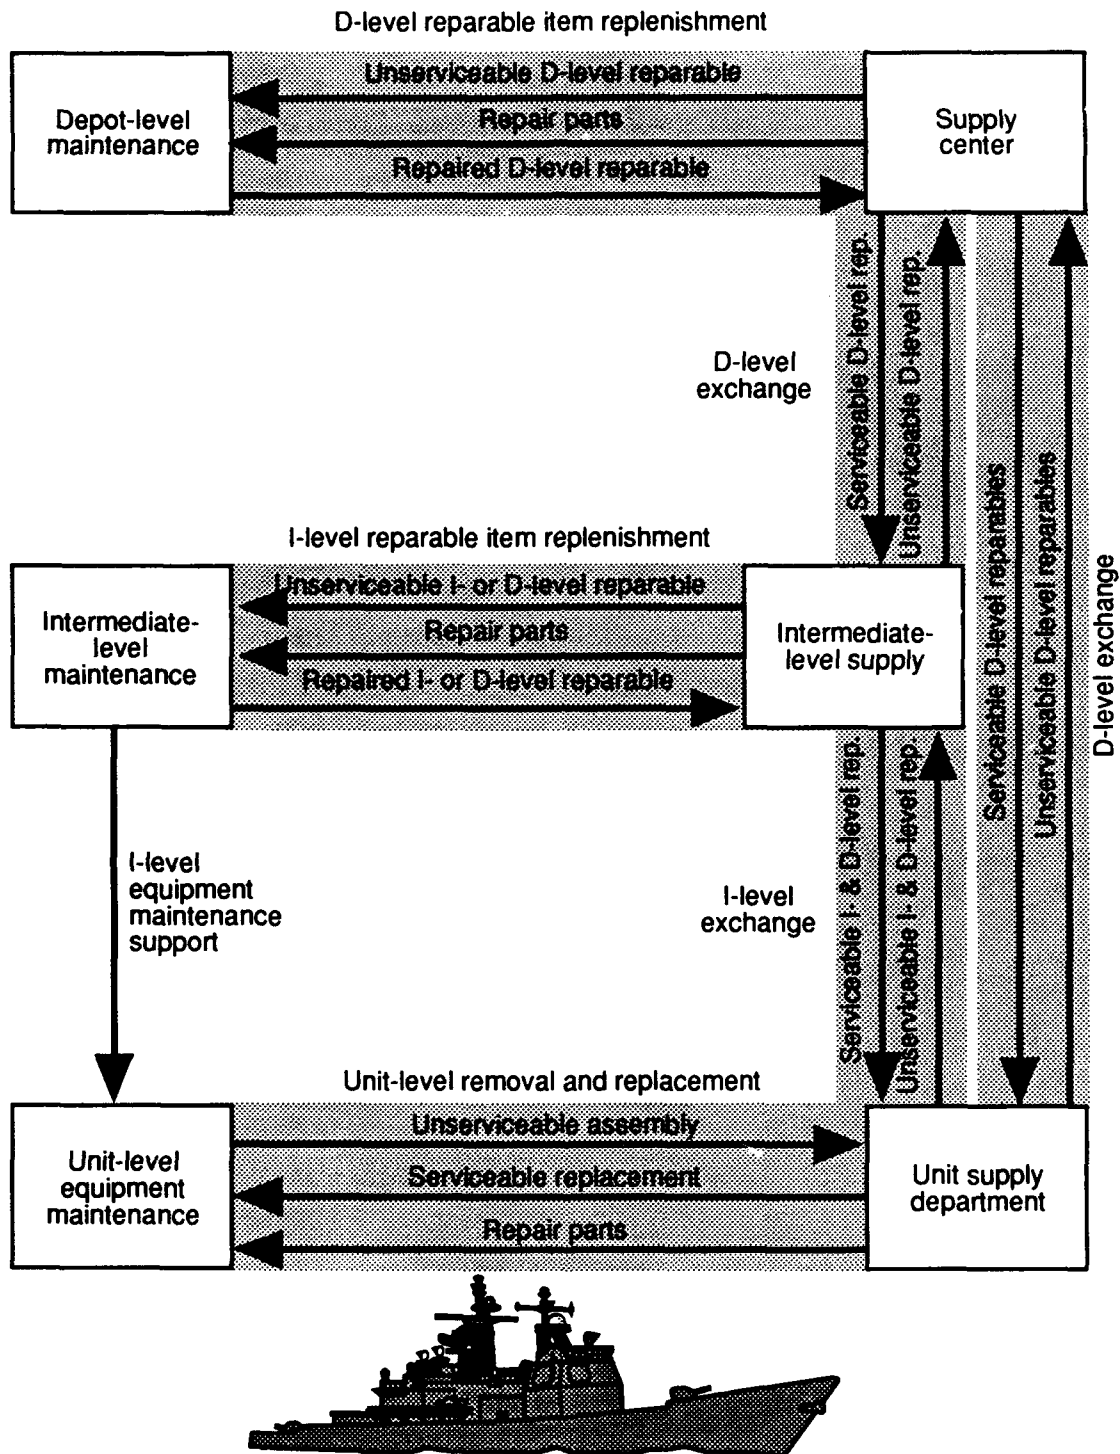 D-level reparable item replenishment
Unserviceable D-level reparable
Depot-level
maintenance
Repair parts
Supply
center
Repaired D-level reparable
Serviceable D-level rep.
Unserviceable D-level rep.
D-level
exchange
Serviceable D-level reparables
Unserviceable D-level reparables
D-level exchange
I-level reparable item replenishment
Unserviceable I- or D-level reparable
Intermediate-
level
maintenance
Repair parts
Intermediate-
level supply
Repaired I- or D-level reparable
Serviceable I- & D-level rep.
Unserviceable I- & D-level rep.
I-level
equipment
maintenance
support
I-level
exchange
Unit-level removal and replacement
Unserviceable assembly
Unit-level
equipment
maintenance
Serviceable replacement
Unit supply
department
Repair parts